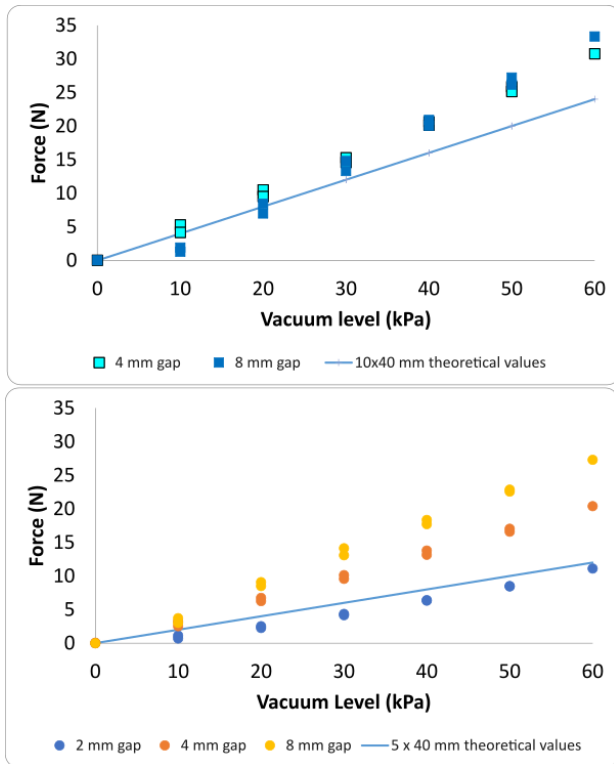 35
30
25
20
15
10
5
0
Force (N)
0 10 20 30 40 50 60
Vacuum level (kPa)
4 mm gap 8 mm gap 10x40 mm theoretical values
35
30
25
20
15
10
5
0
Force (N)
0 10 20 30 40 50 60
Vacuum Level (kPa)
2 mm gap 4 mm gap 8 mm gap 5 x 40 mm theoretical values